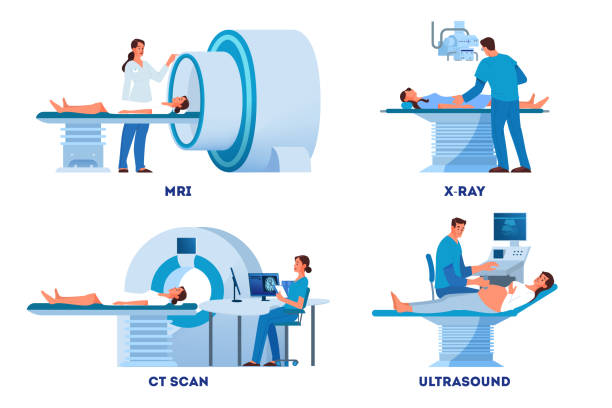 MRI
X-RAY
CT SCAN
ULTRASOUND